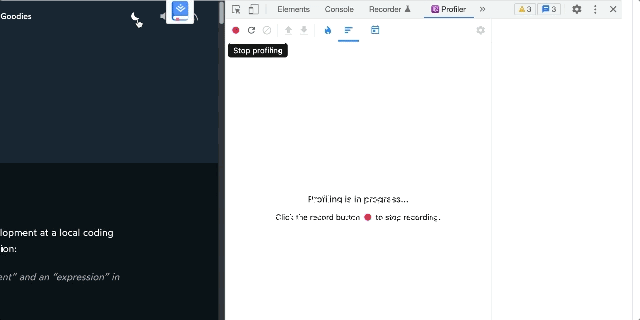 Goodies
Elements Console Recorder Profiler » 3 3
Stop profiling
Profiling is in progress...
Click the record button to stop recording.
lopment at a local coding
ion:
ent” and an “expression” in